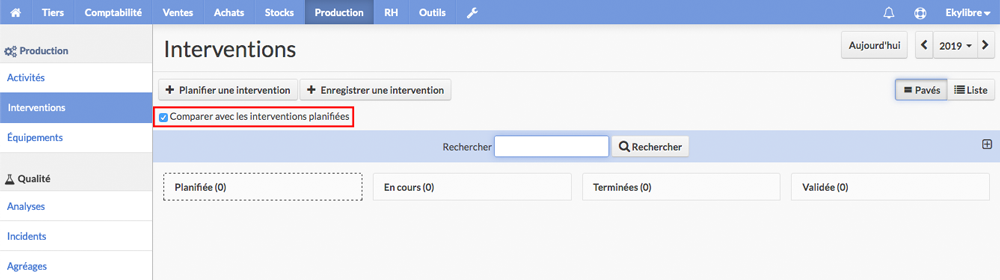 Tiers Comptabilité Ventes Achats Stocks Production RH Outils Ekylibre
Production
Activités
Interventions
Équipements
Qualité
Analyses
Incidents
Agréages
Interventions
Aujourd'hui 2019
Planifier une intervention Enregistrer une intervention Pavés Liste
Comparer avec les interventions planifiées
Rechercher Rechercher
Planifiée (0) En cours (0) Terminées (0) Validée (0)